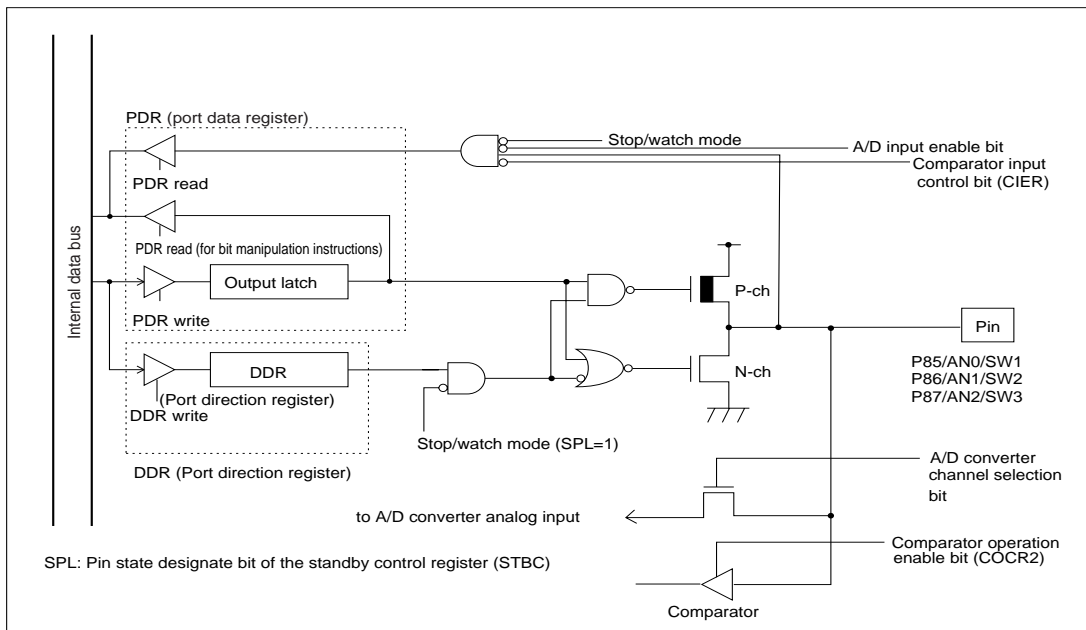 PDR (port data register)
Stop/watch mode
A/D input enable bit
Comparator input
control bit (CIER)
PDR read
Internal data bus
PDR read (for bit manipulation instructions)
Output latch
P-ch
PDR write
Pin
DDR
N-ch
P85/AN0/SW1
P86/AN1/SW2
P87/AN2/SW3
(Port direction register)
DDR write
Stop/watch mode (SPL=1)
DDR (Port direction register)
A/D converter
channel selection
bit
to A/D converter analog input
Comparator operation
enable bit (COCR2)
SPL: Pin state designate bit of the standby control register (STBC)
Comparator